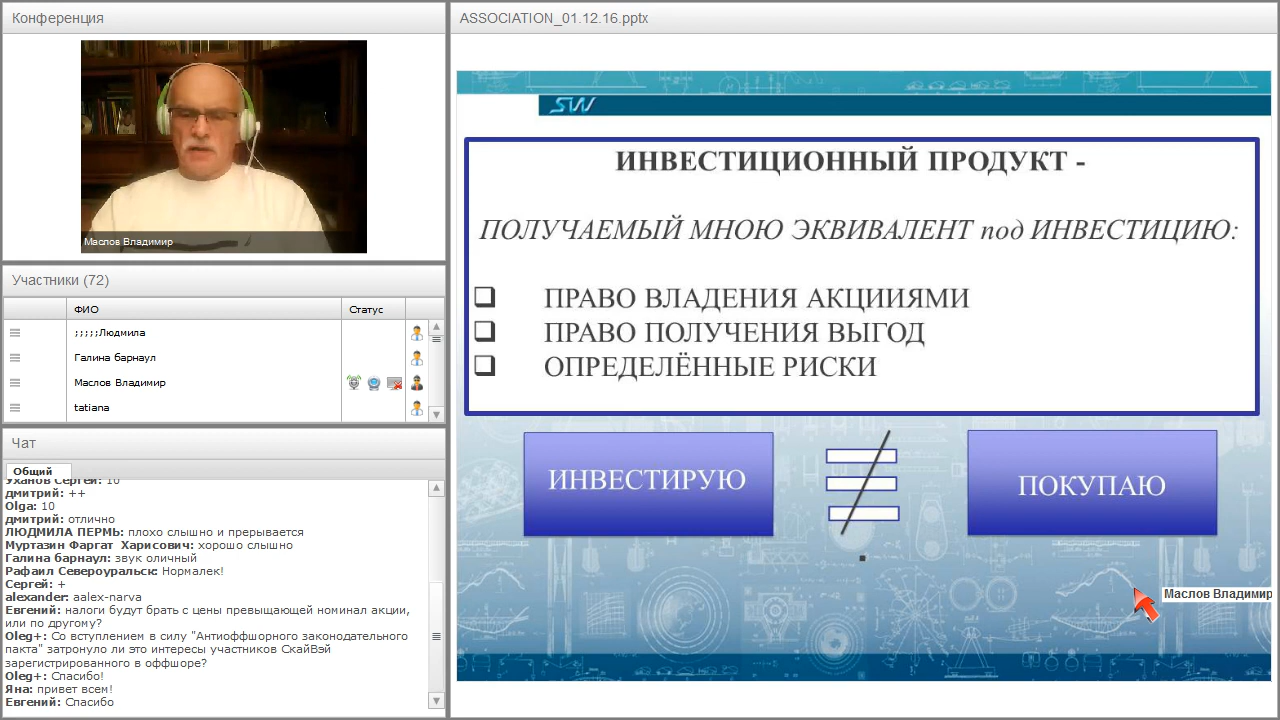 Конференция
Маслов Владимир
Участники (72)
ФИО
Статус
;;;;;Людмила
Галина барнаул
Маслов Владимир
tatiana
Чат
Общий
Уханов Сергей: 10
дмитрий: ++
Olga: 10
дмитрий: отлично
ЛЮДМИЛА ПЕРМЬ: плохо слышно и прерывается
Муртазин Фаргат Харисович: хорошо слышно
Галина барнаул: звук оличный
Рафаил Североуральск: Нормалек!
Сергей: +
alexander: aalex-narva
Евгений: налоги будут брать с цены превыщающей номинал акции,
или по другому?
Oleg+: Со вступлением в силу "Антиоффшорного законодательного
пакта" затронуло ли это интересы участников СкайВэй
зарегистрированного в оффшоре?
Oleg+: Спасибо!
Яна: привет всем!
Евгений: Спасибо
ASSOCIATION_01.12.16.pptx
SW
ИНВЕСТИЦИОННЫЙ ПРОДУКТ -
ПОЛУЧАЕМЫЙ МНОЮ ЭКВИВАЛЕНТ под ИНВЕСТИЦИЮ:
ПРАВО ВЛАДЕНИЯ АКЦИИЯМИ
ПРАВО ПОЛУЧЕНИЯ ВЫГОД
ОПРЕДЕЛЁННЫЕ РИСКИ
ИНВЕСТИРУЮ
ПОКУПАЮ
Маслов Владимир